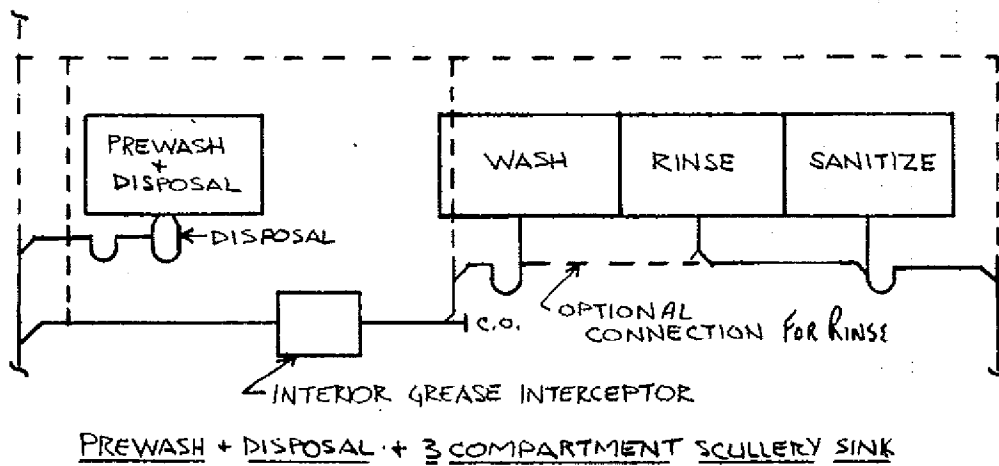 PREWASH
+
DISPOSAL
WASH
RINSE
SANITIZE
DISPOSAL
C.O.
OPTIONAL
CONNECTION FOR RINSE
INTERIOR GREASE INTERCEPTOR
PREWASH + DISPOSAL + 3 COMPARTMENT SCULLERY SINK